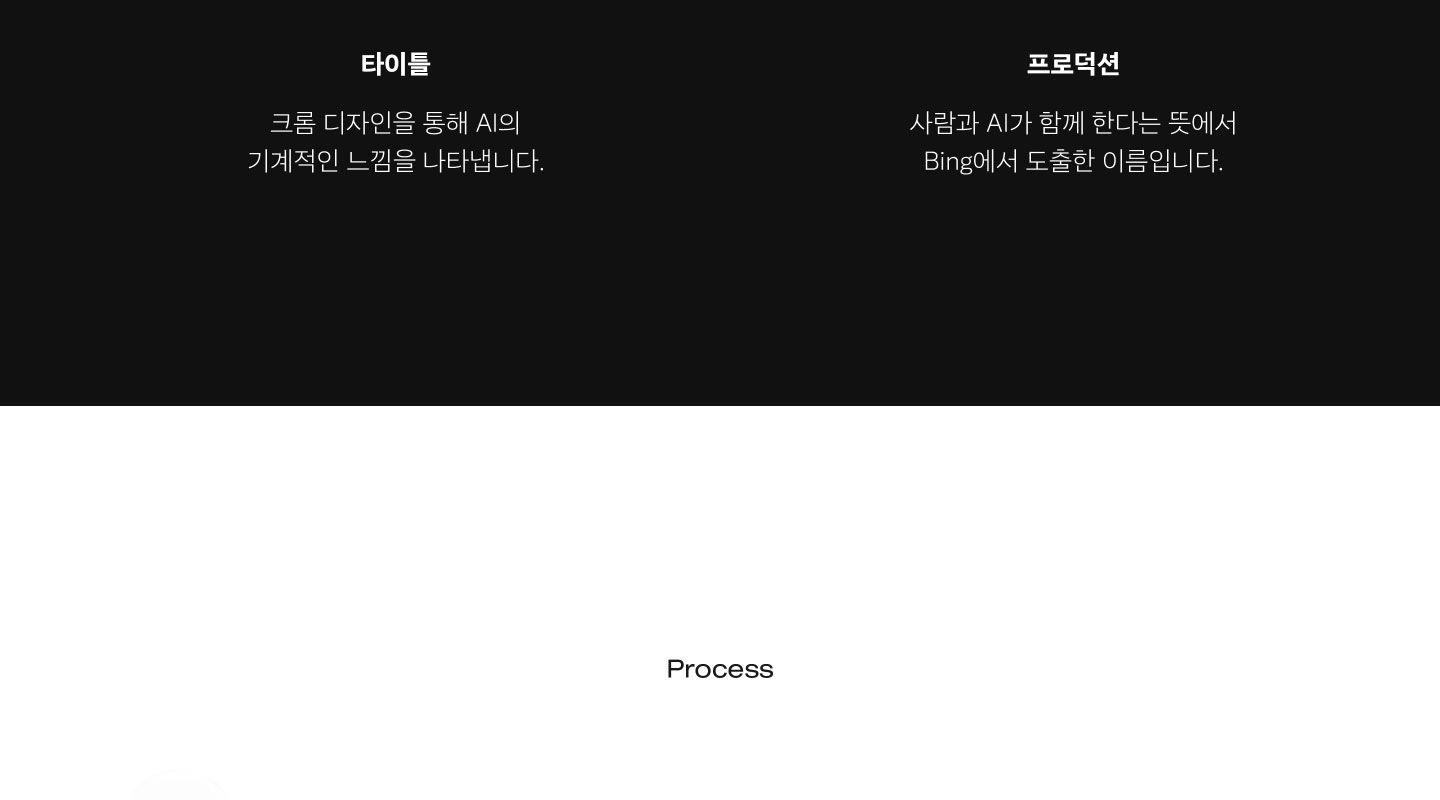 타이틀
크롬 디자인을 통해 AI의
기계적인 느낌을 나타냅니다.
프로덕션
사람과 AI가 함께 한다는 뜻에서
Bing에서 도출한 이름입니다.
Process